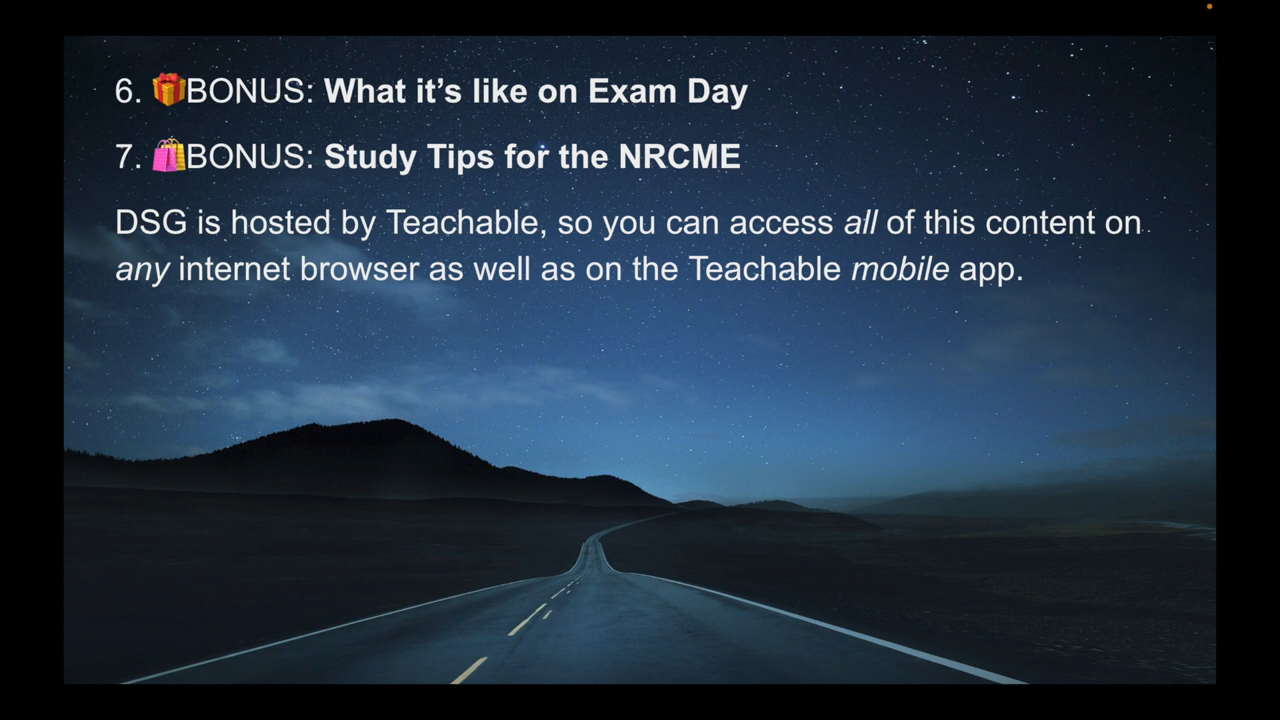 6. 🎁BONUS: What it’s like on Exam Day
7. 🛍️BONUS: Study Tips for the NRCME
DSG is hosted by Teachable, so you can access all of this content on
any internet browser as well as on the Teachable mobile app.